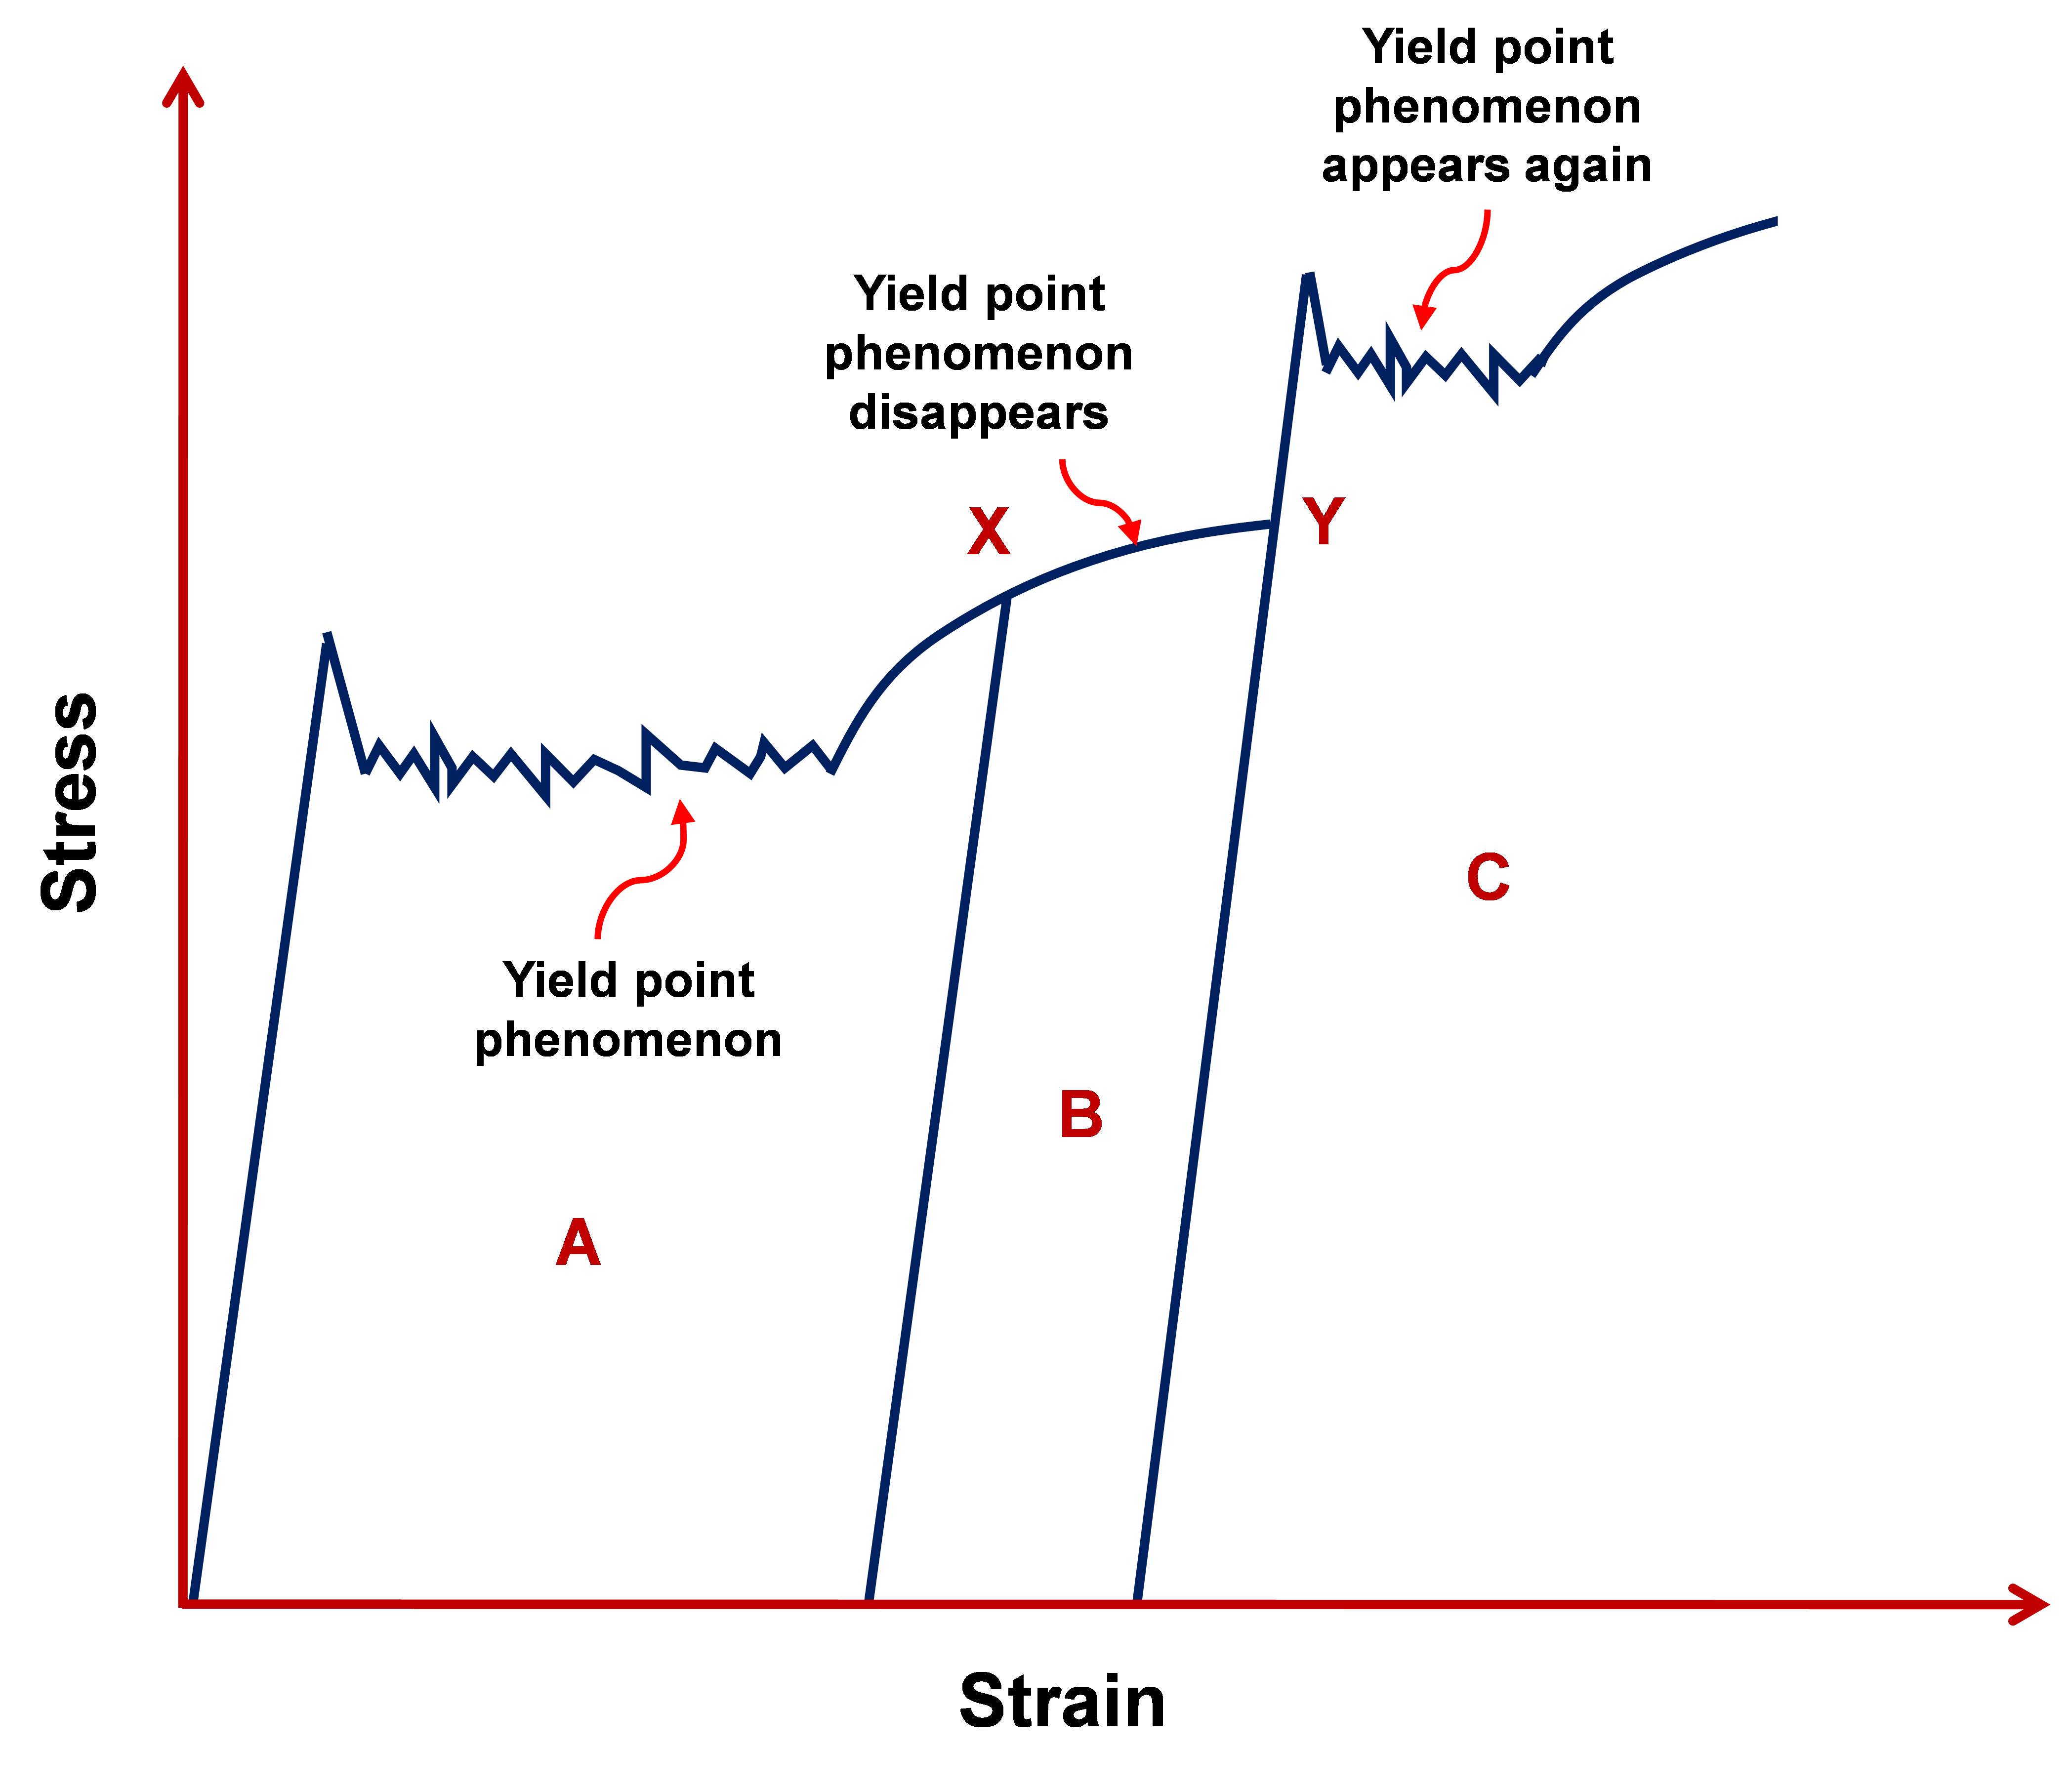 Yield point
phenomenon
appears again
Yield point
phenomenon
disappears
X
Y
Stress
C
Yield point
phenomenon
B
A
Strain